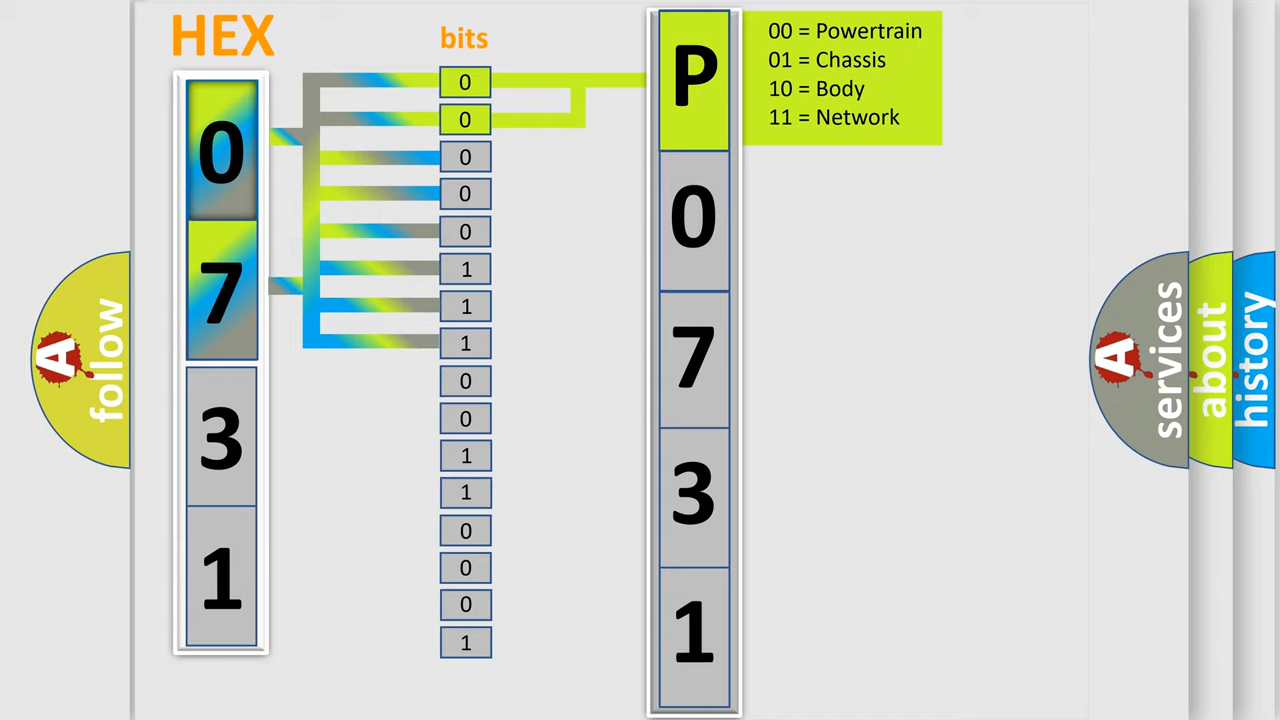 HEX
bits
0
7
3
1
0
0
0
0
0
1
1
1
0
0
1
1
0
0
0
1
P
0
7
3
1
00 = Powertrain
01 = Chassis
10 = Body
11 = Network
A
follow
A
services
about
history